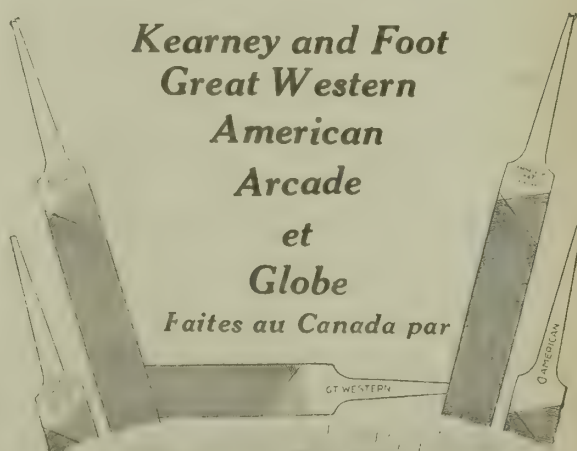 Kearney and Foot
Great Western
American
Arcade
et
Globe
Faites au Canada par
GT WESTERN
AMERICAN